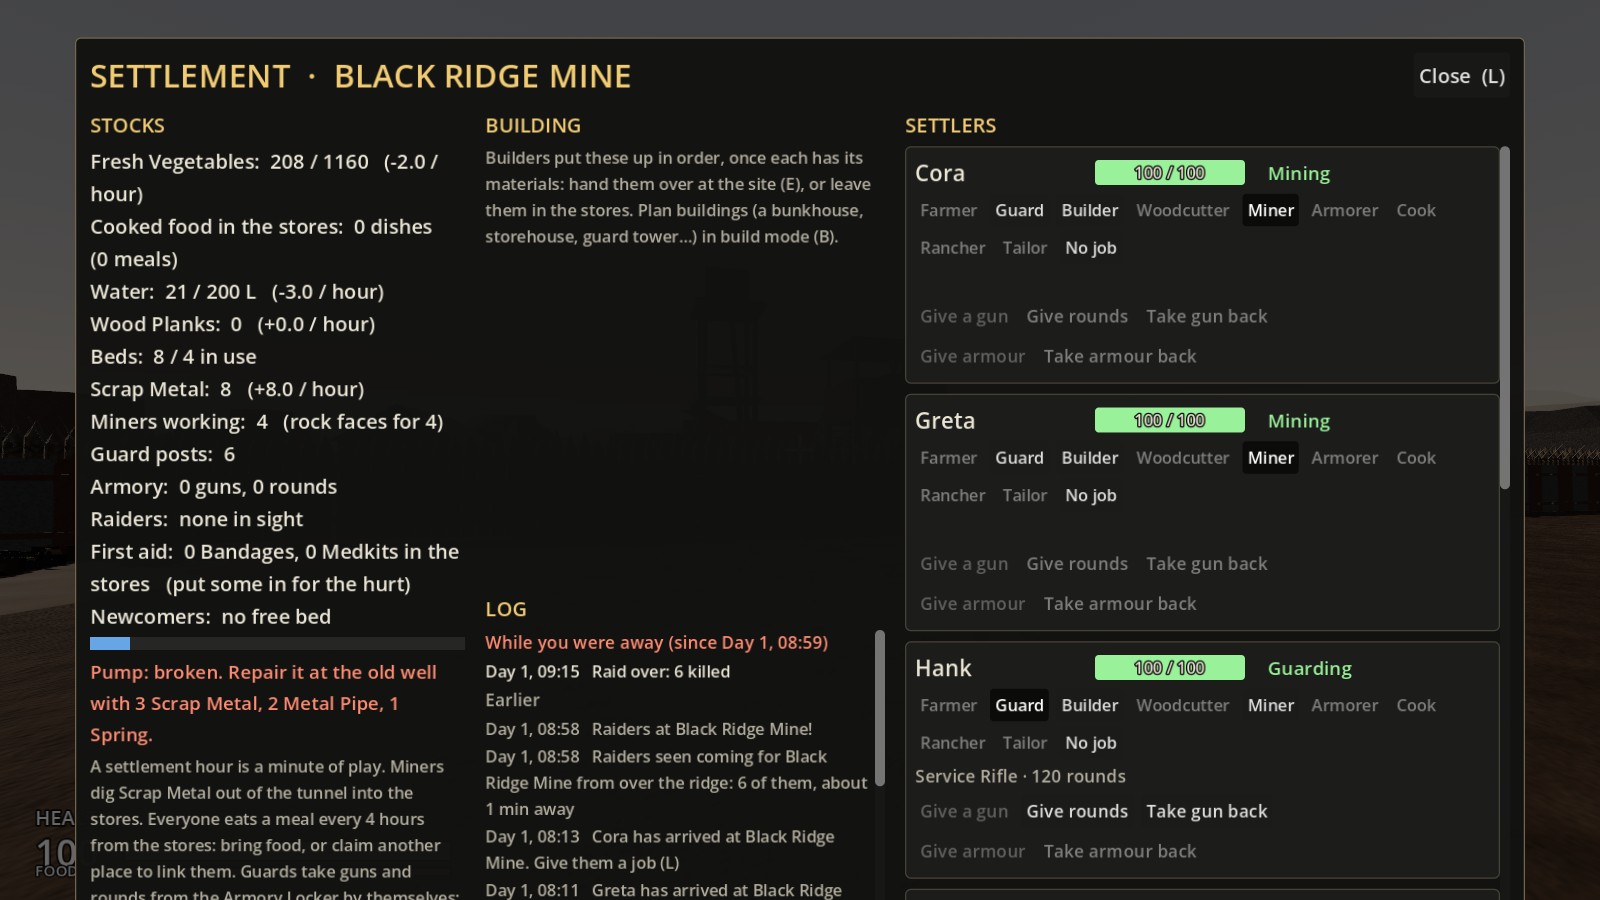 SETTLEMENT · BLACK RIDGE MINE
Close (L)
STOCKS
Fresh Vegetables: 208 / 1160 (-2.0 /
hour)
Cooked food in the stores: 0 dishes
(0 meals)
Water: 21 / 200 L (-3.0 / hour)
Wood Planks: 0 (+0.0 / hour)
Beds: 8 / 4 in use
Scrap Metal: 8 (+8.0 / hour)
Miners working: 4 (rock faces for 4)
Guard posts: 6
Armory: 0 guns, 0 rounds
Raiders: none in sight
First aid: 0 Bandages, 0 Medkits in the
stores (put some in for the hurt)
Newcomers: no free bed
Pump: broken. Repair it at the old well
with 3 Scrap Metal, 2 Metal Pipe, 1
Spring.
A settlement hour is a minute of play. Miners
dig Scrap Metal out of the tunnel into the
stores. Everyone eats a meal every 4 hours
from the stores: bring food, or claim another
place to link them. Guards take guns and
rounds from the Armory Locker by themselves;
HEA
10
FOOD
BUILDING
Builders put these up in order, once each has its
materials: hand them over at the site (E), or leave
them in the stores. Plan buildings (a bunkhouse,
storehouse, guard tower...) in build mode (B).
LOG
While you were away (since Day 1, 08:59)
Day 1, 09:15 Raid over: 6 killed
Earlier
Day 1, 08:58 Raiders at Black Ridge Mine!
Day 1, 08:58 Raiders seen coming for Black
Ridge Mine from over the ridge: 6 of them, about
1 min away
Day 1, 08:13 Cora has arrived at Black Ridge
Mine. Give them a job (L)
Day 1, 08:11 Greta has arrived at Black Ridge
SETTLERS
Cora 100 / 100 Mining
Farmer Guard Builder Woodcutter Miner Armorer Cook
Rancher Tailor No job
Give a gun Give rounds Take gun back
Give armour Take armour back
Greta 100 / 100 Mining
Farmer Guard Builder Woodcutter Miner Armorer Cook
Rancher Tailor No job
Give a gun Give rounds Take gun back
Give armour Take armour back
Hank 100 / 100 Guarding
Farmer Guard Builder Woodcutter Miner Armorer Cook
Rancher Tailor No job
Service Rifle · 120 rounds
Give a gun Give rounds Take gun back
Give armour Take armour back